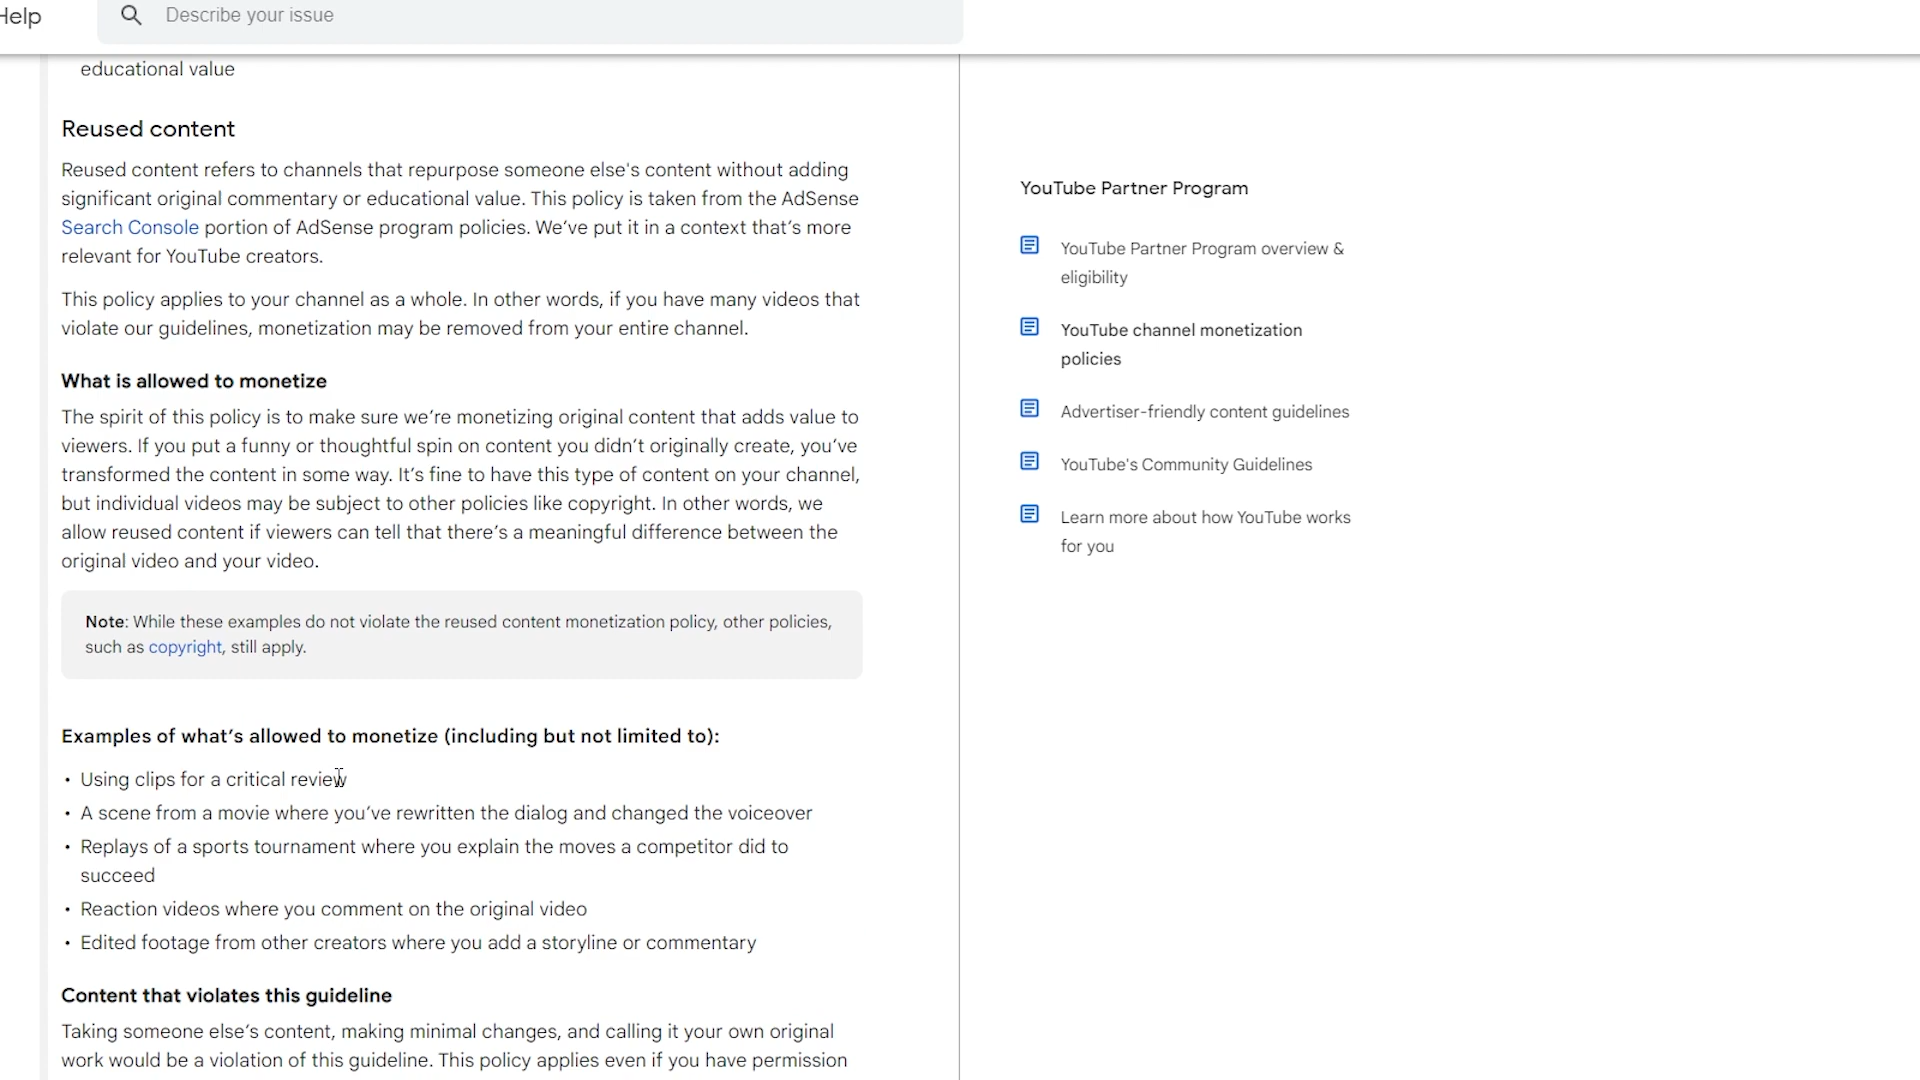 Help
Describe your issue
educational value
Reused content
Reused content refers to channels that repurpose someone else's content without adding
significant original commentary or educational value. This policy is taken from the AdSense
Search Console portion of AdSense program policies. We've put it in a context that's more
relevant for YouTube creators.
This policy applies to your channel as a whole. In other words, if you have many videos that
violate our guidelines, monetization may be removed from your entire channel.
What is allowed to monetize
The spirit of this policy is to make sure we're monetizing original content that adds value to
viewers. If you put a funny or thoughtful spin on content you didn't originally create, you've
transformed the content in some way. It's fine to have this type of content on your channel,
but individual videos may be subject to other policies like copyright. In other words, we
allow reused content if viewers can tell that there's a meaningful difference between the
original video and your video.
Note: While these examples do not violate the reused content monetization policy, other policies,
such as copyright, still apply.
Examples of what's allowed to monetize (including but not limited to):
• Using clips for a critical review
• A scene from a movie where you've rewritten the dialog and changed the voiceover
• Replays of a sports tournament where you explain the moves a competitor did to
succeed
• Reaction videos where you comment on the original video
• Edited footage from other creators where you add a storyline or commentary
Content that violates this guideline
Taking someone else's content, making minimal changes, and calling it your own original
work would be a violation of this guideline. This policy applies even if you have permission
YouTube Partner Program
YouTube Partner Program overview &
eligibility
YouTube channel monetization
policies
Advertiser-friendly content guidelines
YouTube's Community Guidelines
Learn more about how YouTube works
for you